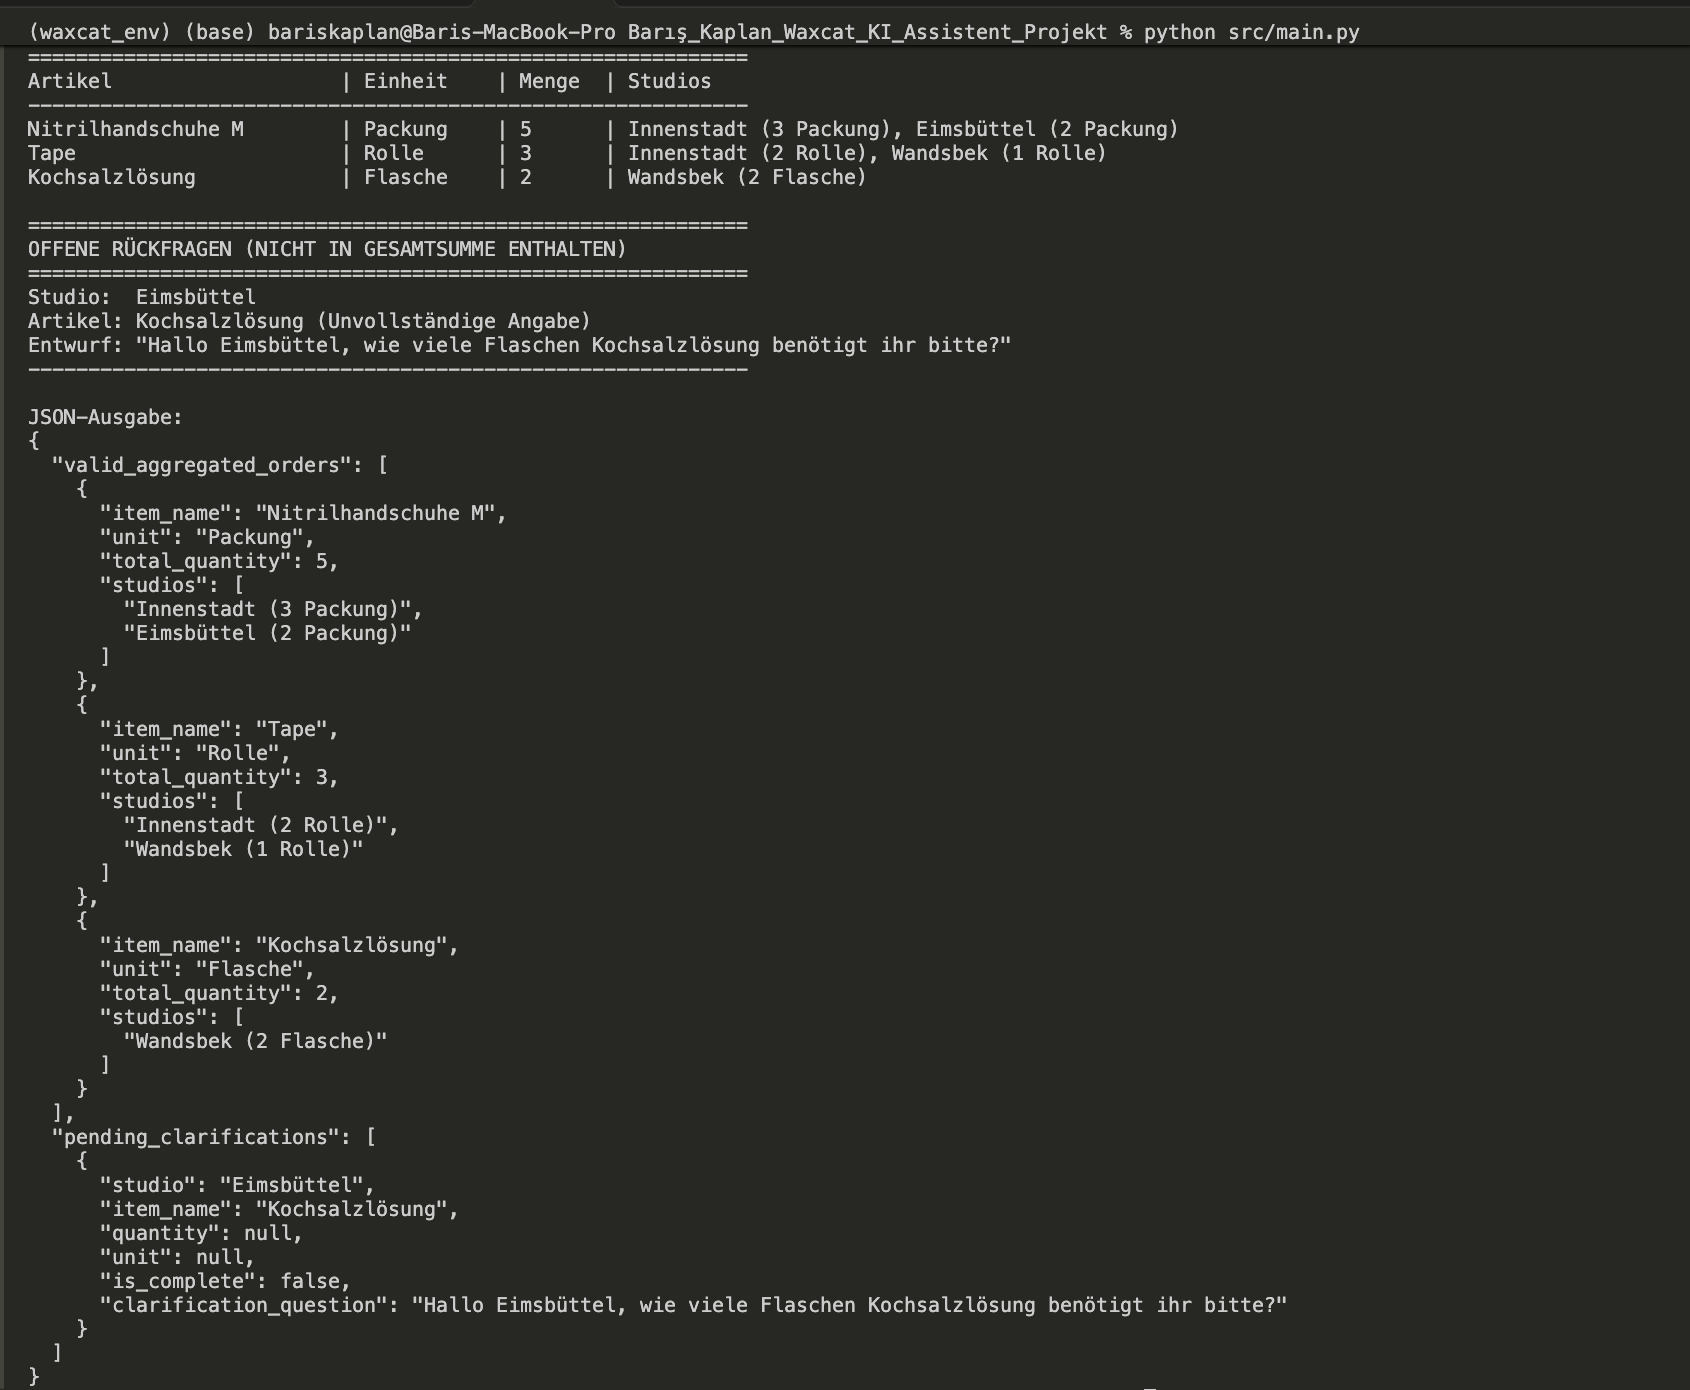 (waxcat_env) (base) bariskaplan@Baris-MacBook-Pro Barış_Kaplan_Waxcat_KI_Assistent_Projekt % python src/main.py
============================================================
Artikel                   | Einheit    | Menge  | Studios
------------------------------------------------------------
Nitrilhandschuhe M        | Packung    | 5      | Innenstadt (3 Packung), Eimsbüttel (2 Packung)
Tape                      | Rolle      | 3      | Innenstadt (2 Rolle), Wandsbek (1 Rolle)
Kochsalzlösung            | Flasche    | 2      | Wandsbek (2 Flasche)
============================================================
OFFENE RÜCKFRAGEN (NICHT IN GESAMTSUMME ENTHALTEN)
============================================================
Studio:  Eimsbüttel
Artikel: Kochsalzlösung (Unvollständige Angabe)
Entwurf: "Hallo Eimsbüttel, wie viele Flaschen Kochsalzlösung benötigt ihr bitte?"
------------------------------------------------------------
JSON-Ausgabe:
{
  "valid_aggregated_orders": [
    {
      "item_name": "Nitrilhandschuhe M",
      "unit": "Packung",
      "total_quantity": 5,
      "studios": [
        "Innenstadt (3 Packung)",
        "Eimsbüttel (2 Packung)"
      ]
    },
    {
      "item_name": "Tape",
      "unit": "Rolle",
      "total_quantity": 3,
      "studios": [
        "Innenstadt (2 Rolle)",
        "Wandsbek (1 Rolle)"
      ]
    },
    {
      "item_name": "Kochsalzlösung",
      "unit": "Flasche",
      "total_quantity": 2,
      "studios": [
        "Wandsbek (2 Flasche)"
      ]
    }
  ],
  "pending_clarifications": [
    {
      "studio": "Eimsbüttel",
      "item_name": "Kochsalzlösung",
      "quantity": null,
      "unit": null,
      "is_complete": false,
      "clarification_question": "Hallo Eimsbüttel, wie viele Flaschen Kochsalzlösung benötigt ihr bitte?"
    }
  ]
}